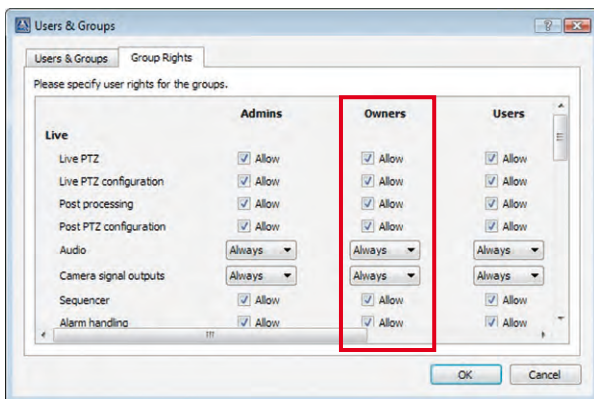 Users & Groups
Users & Groups Group Rights
Please specify user rights for the groups.
Admins Owners Users
Live
Live PTZ Allow Allow Allow
Live PTZ configuration Allow Allow Allow
Post processing Allow Allow Allow
Post PTZ configuration Allow Allow Allow
Audio Always Always Always
Camera signal outputs Always Always Always
Sequencer Allow Allow Allow
Alarm handling Allow Allow Allow
OK Cancel